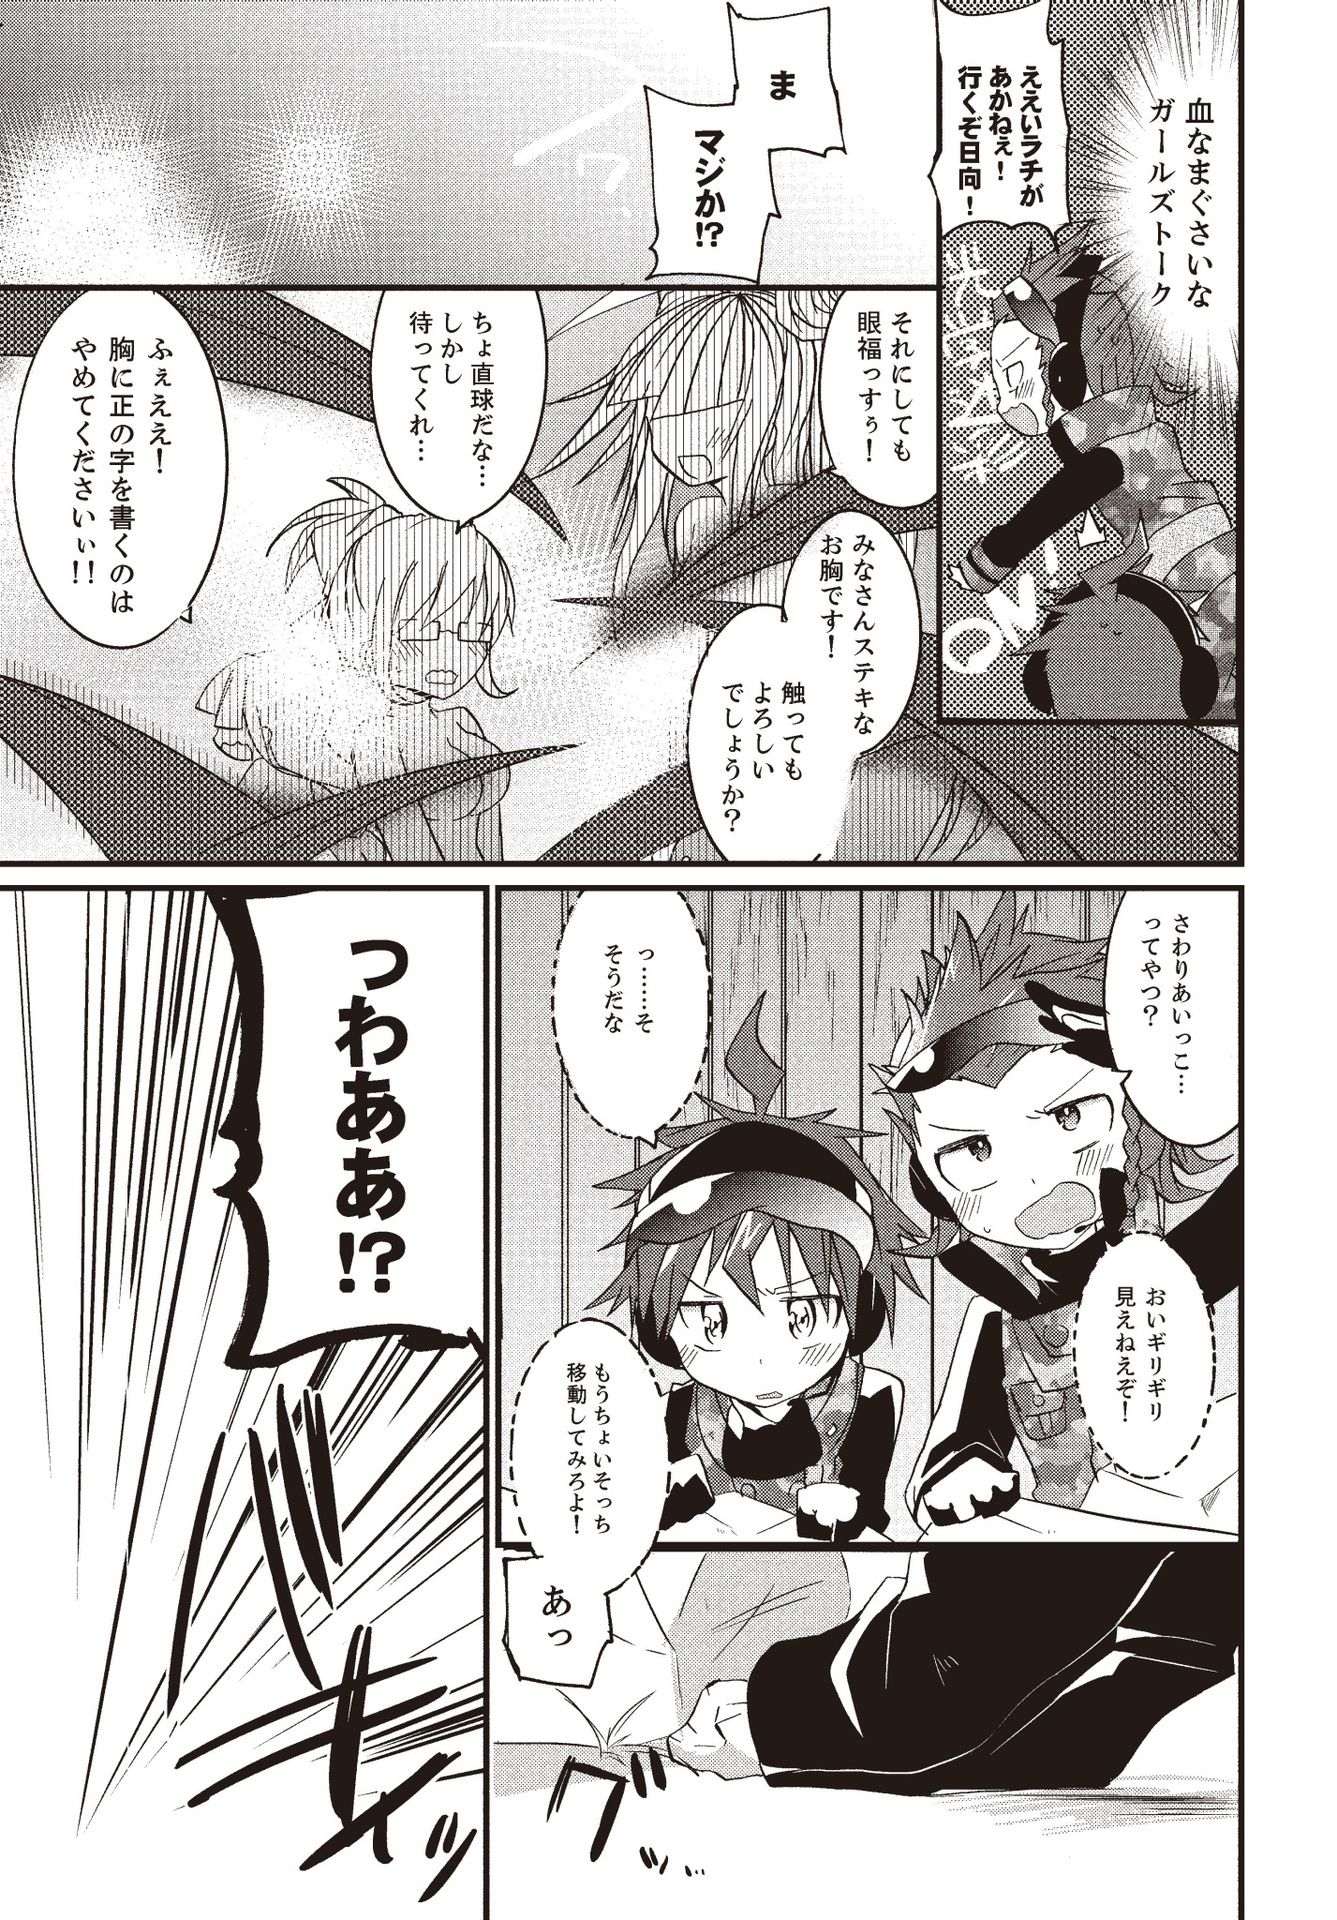 血なまぐさいな
ガールズトーク
ええいラチが
あかねぇ！
行くぞ日向！
ま
マジか!?
それにしても
眼福っすぅ！
みなさんステキな
お胸です！
触っても
よろしい
でしょうか？
ちょ直球だな…
しかし
待ってくれ…
ふぇええ！
胸に正の字を書くのは
やめてくださいぃ!!
さわりあいっこ…
ってやつ？
おいギリギリ
見えねえぞ！
っ……そ
そうだな
もうちょいそっち
移動してみろよ！
あっ
グッ…
つわああ!?
バキィ